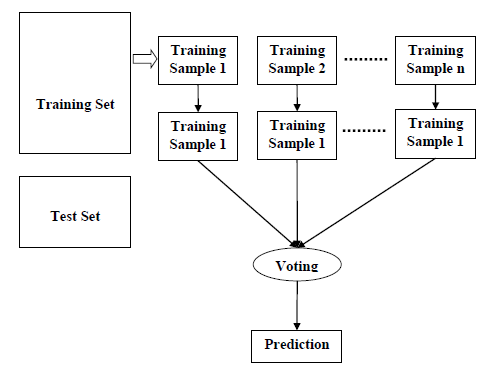 Training
Sample 1
Training
Sample 2
Training
Sample n
Training Set
Training
Sample 1
Training
Sample 1
Training
Sample 1
Test Set
Voting
Prediction